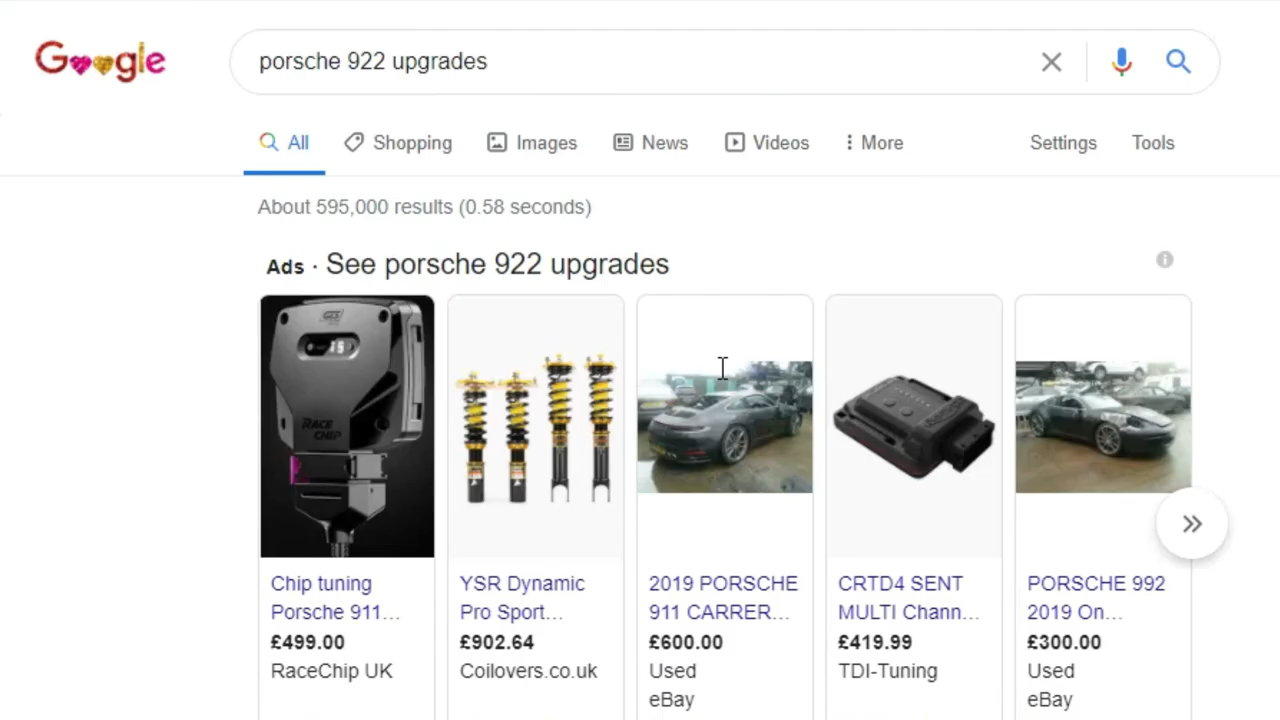 Google
porsche 922 upgrades
All
Shopping
Images
News
Videos
More
Settings
Tools
About 595,000 results (0.58 seconds)
Ads · See porsche 922 upgrades
GTS
RACE
CHIP
Chip tuning
Porsche 911...
£499.00
RaceChip UK
YSR Dynamic
Pro Sport...
£902.64
Coilovers.co.uk
2019 PORSCHE
911 CARRER...
£600.00
Used
eBay
CRTD4 SENT
MULTI Chann...
£419.99
TDI-Tuning
PORSCHE 992
2019 On...
£300.00
Used
eBay